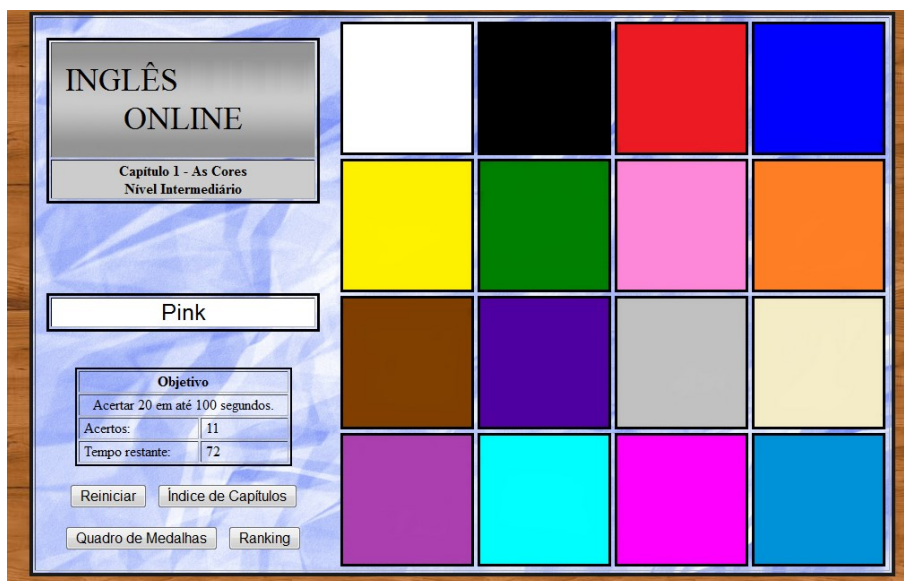 INGLÊS
ONLINE
Capítulo 1 - As Cores
Nível Intermediário
Pink
Objetivo
Acertar 20 em até 100 segundos.
Acertos: 11
Tempo restante: 72
Reiniciar Índice de Capítulos
Quadro de Medalhas Ranking